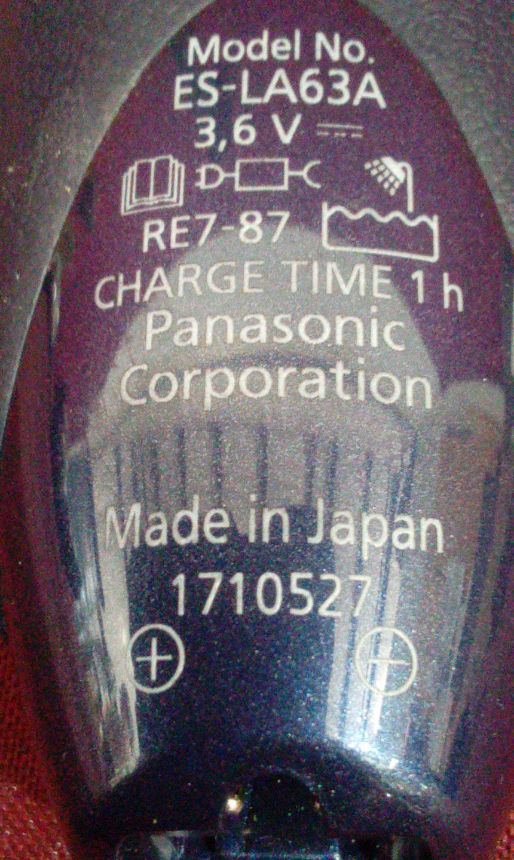 Model No.
ES-LA63A
3,6 V
RE7-87
CHARGE TIME 1 h
Panasonic
Corporation
Made in Japan
1710527
+ −